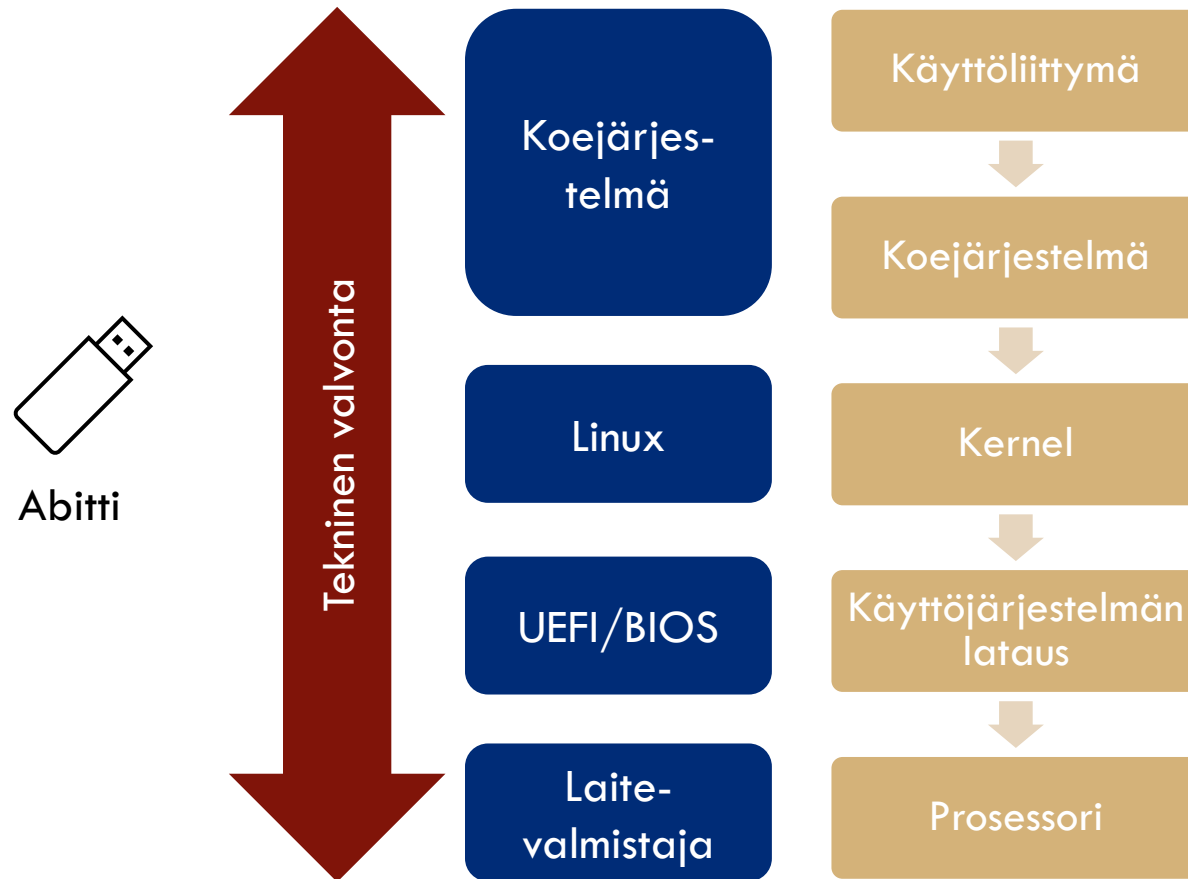 Abitti
Tekninen valvonta
Koejärjes-
telmä
Linux
UEFI/BIOS
Laite-
valmistaja
Käyttöliittymä
Koejärjestelmä
Kernel
Käyttöjärjestelmän
lataus
Prosessori